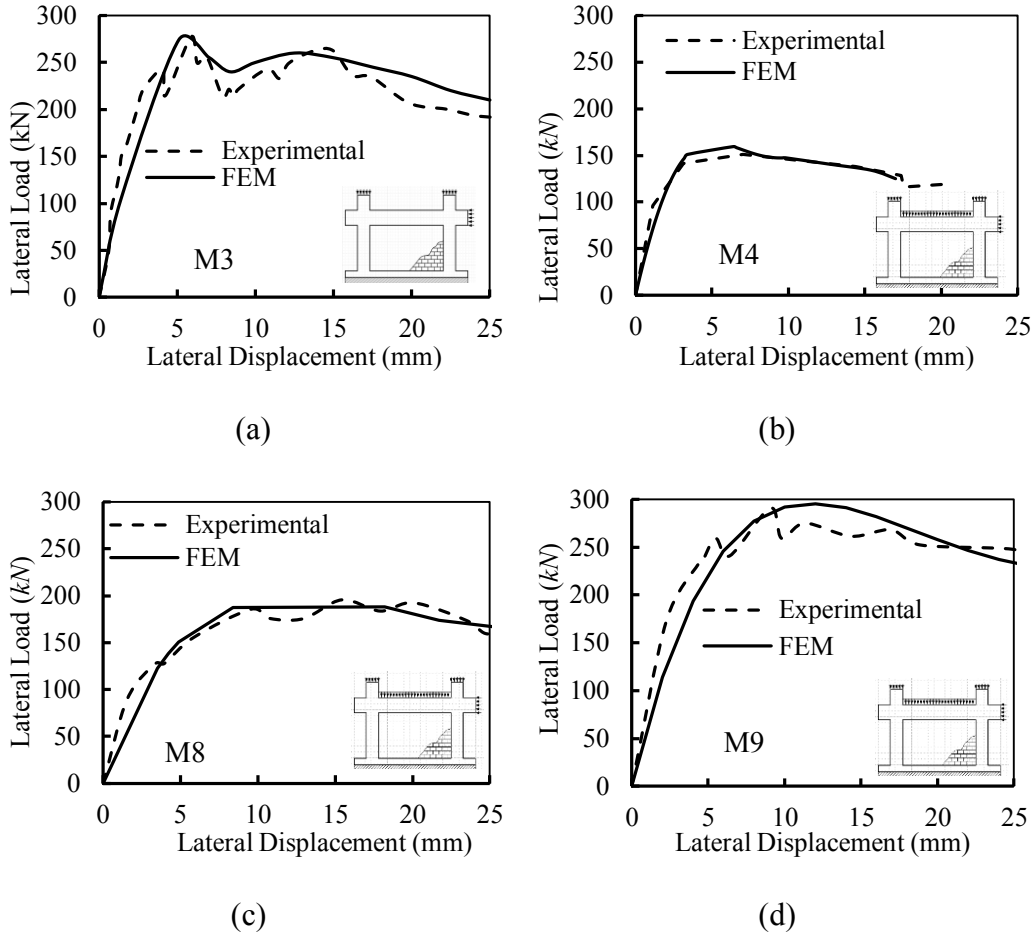 300
250
200
150
100
50
0
Lateral Load (kN)
Experimental
FEM
M3
0 5 10 15 20 25
Lateral Displacement (mm)
(a)
300
250
200
150
100
50
0
Lateral Load (kN)
Experimental
FEM
M4
0 5 10 15 20 25
Lateral Displacement (mm)
(b)
300
250
200
150
100
50
0
Lateral Load (kN)
Experimental
FEM
M8
0 5 10 15 20 25
Lateral Displacement (mm)
(c)
300
250
200
150
100
50
0
Lateral Load (kN)
Experimental
FEM
M9
0 5 10 15 20 25
Lateral Displacement (mm)
(d)